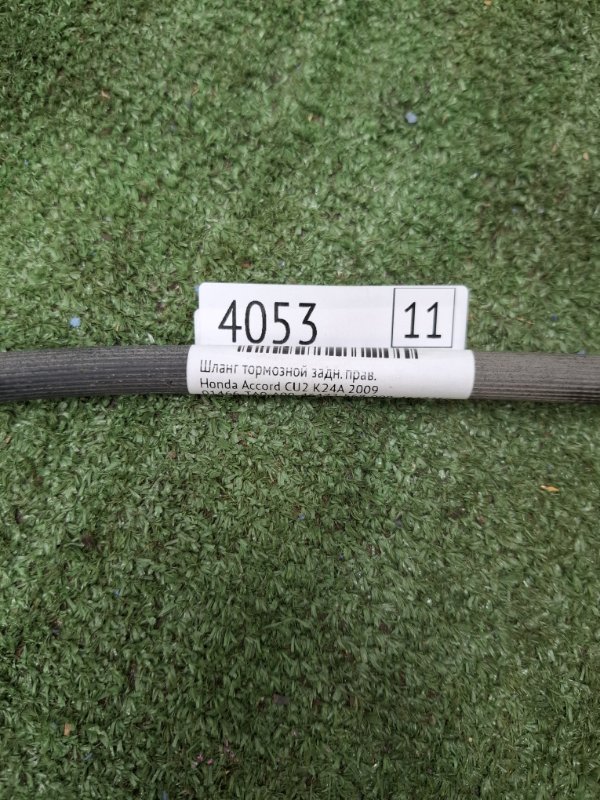 4053 11
Шланг тормозной задн. прав.
Honda Accord CU2 K24A 2009